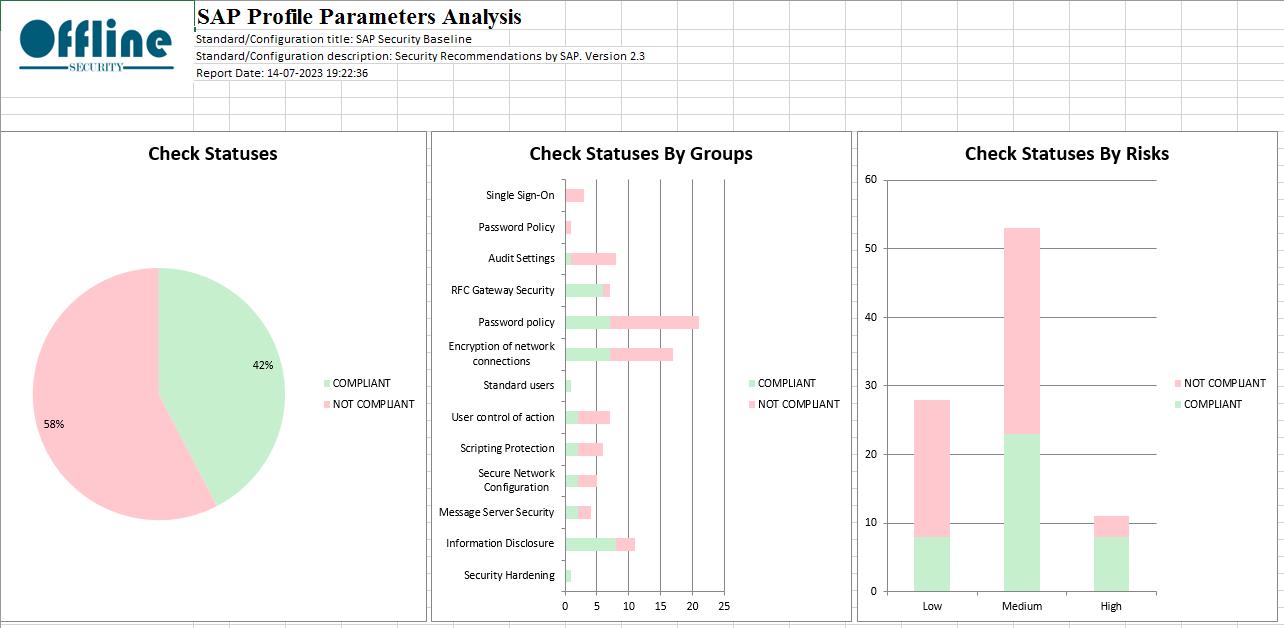 Offline
SECURITY
SAP Profile Parameters Analysis
Standard/Configuration title: SAP Security Baseline
Standard/Configuration description: Security Recommendations by SAP. Version 2.3
Report Date: 14-07-2023 19:22:36
Check Statuses
42%
58%
COMPLIANT
NOT COMPLIANT
Check Statuses By Groups
Single Sign-On
Password Policy
Audit Settings
RFC Gateway Security
Password policy
Encryption of network
connections
Standard users
User control of action
Scripting Protection
Secure Network
Configuration
Message Server Security
Information Disclosure
Security Hardening
0 5 10 15 20 25
COMPLIANT
NOT COMPLIANT
Check Statuses By Risks
60
50
40
30
20
10
0
Low Medium High
NOT COMPLIANT
COMPLIANT